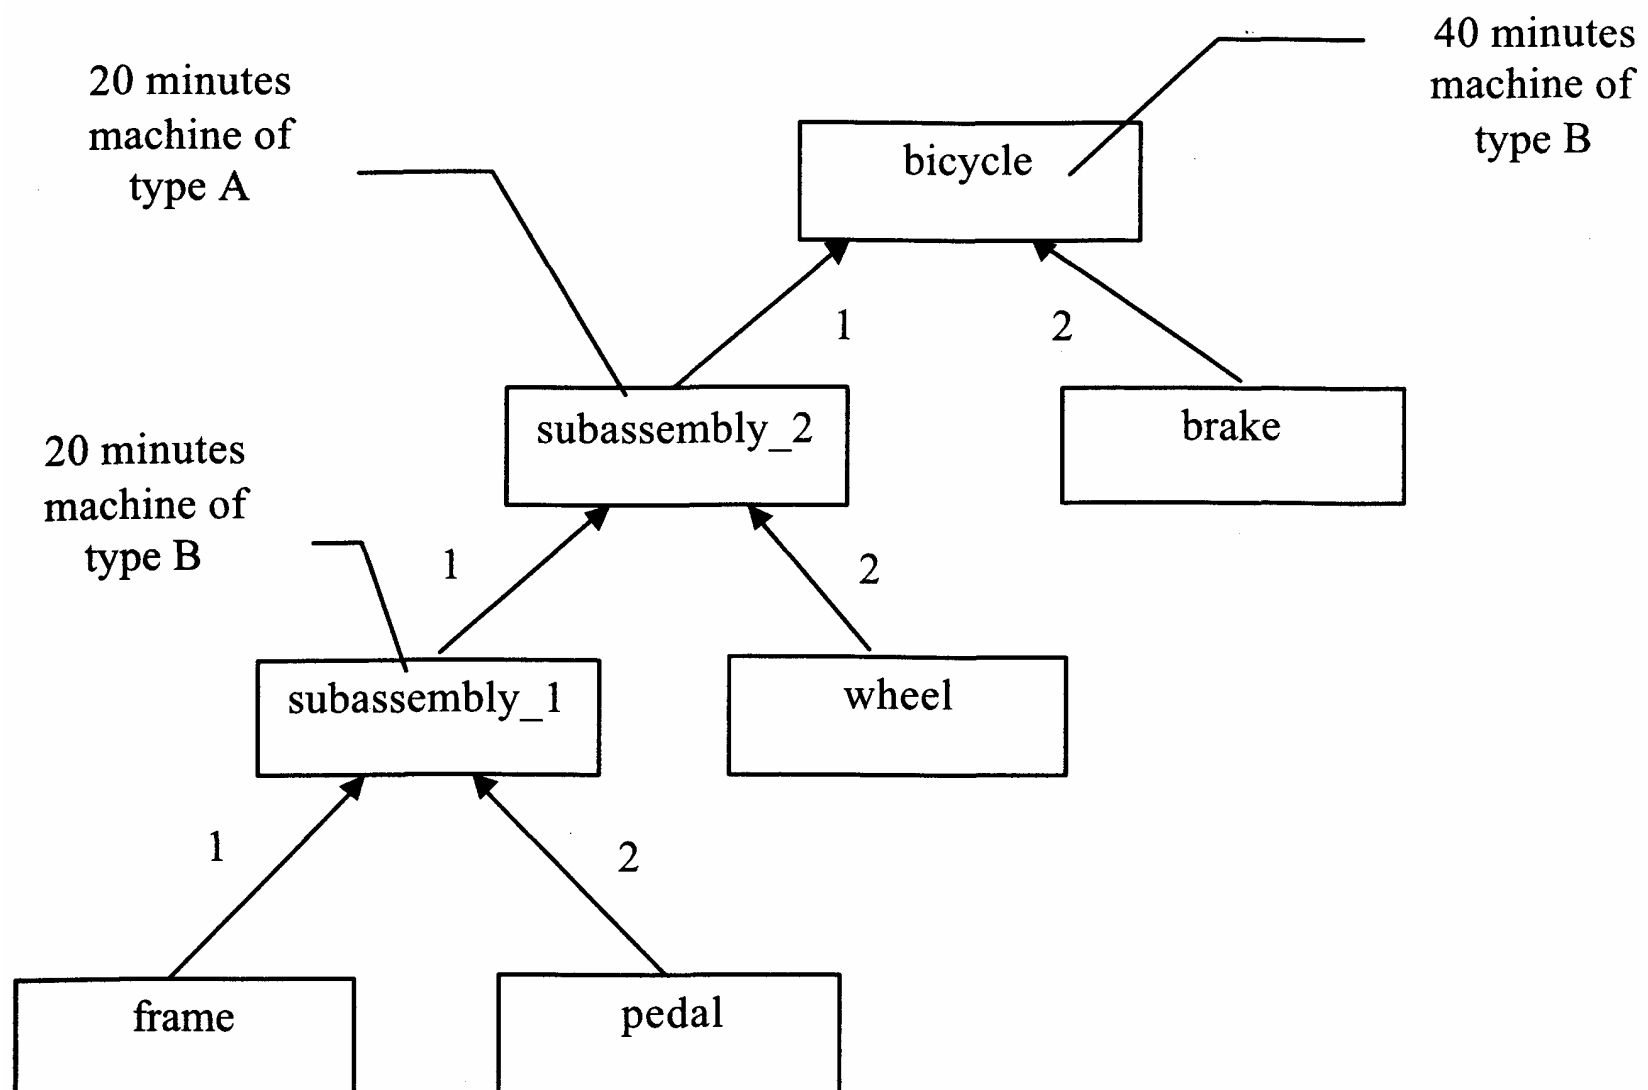 40 minutes
machine of
type B
20 minutes
machine of
type A
bicycle
1
2
subassembly_2
brake
20 minutes
machine of
type B
1
2
subassembly_1
wheel
1
2
frame
pedal